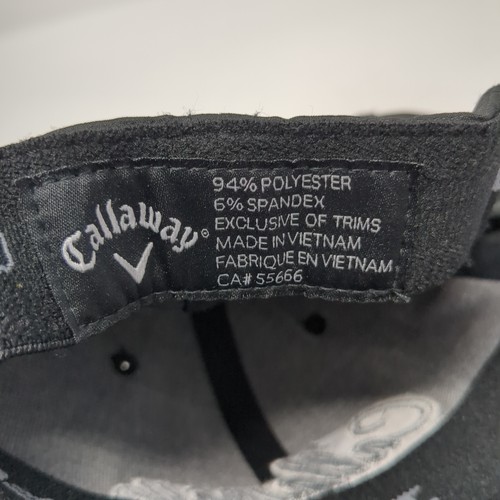 Callaway®
94% POLYESTER
6% SPANDEX
EXCLUSIVE OF TRIMS
MADE IN VIETNAM
FABRIQUE EN VIETNAM
CA# 55666